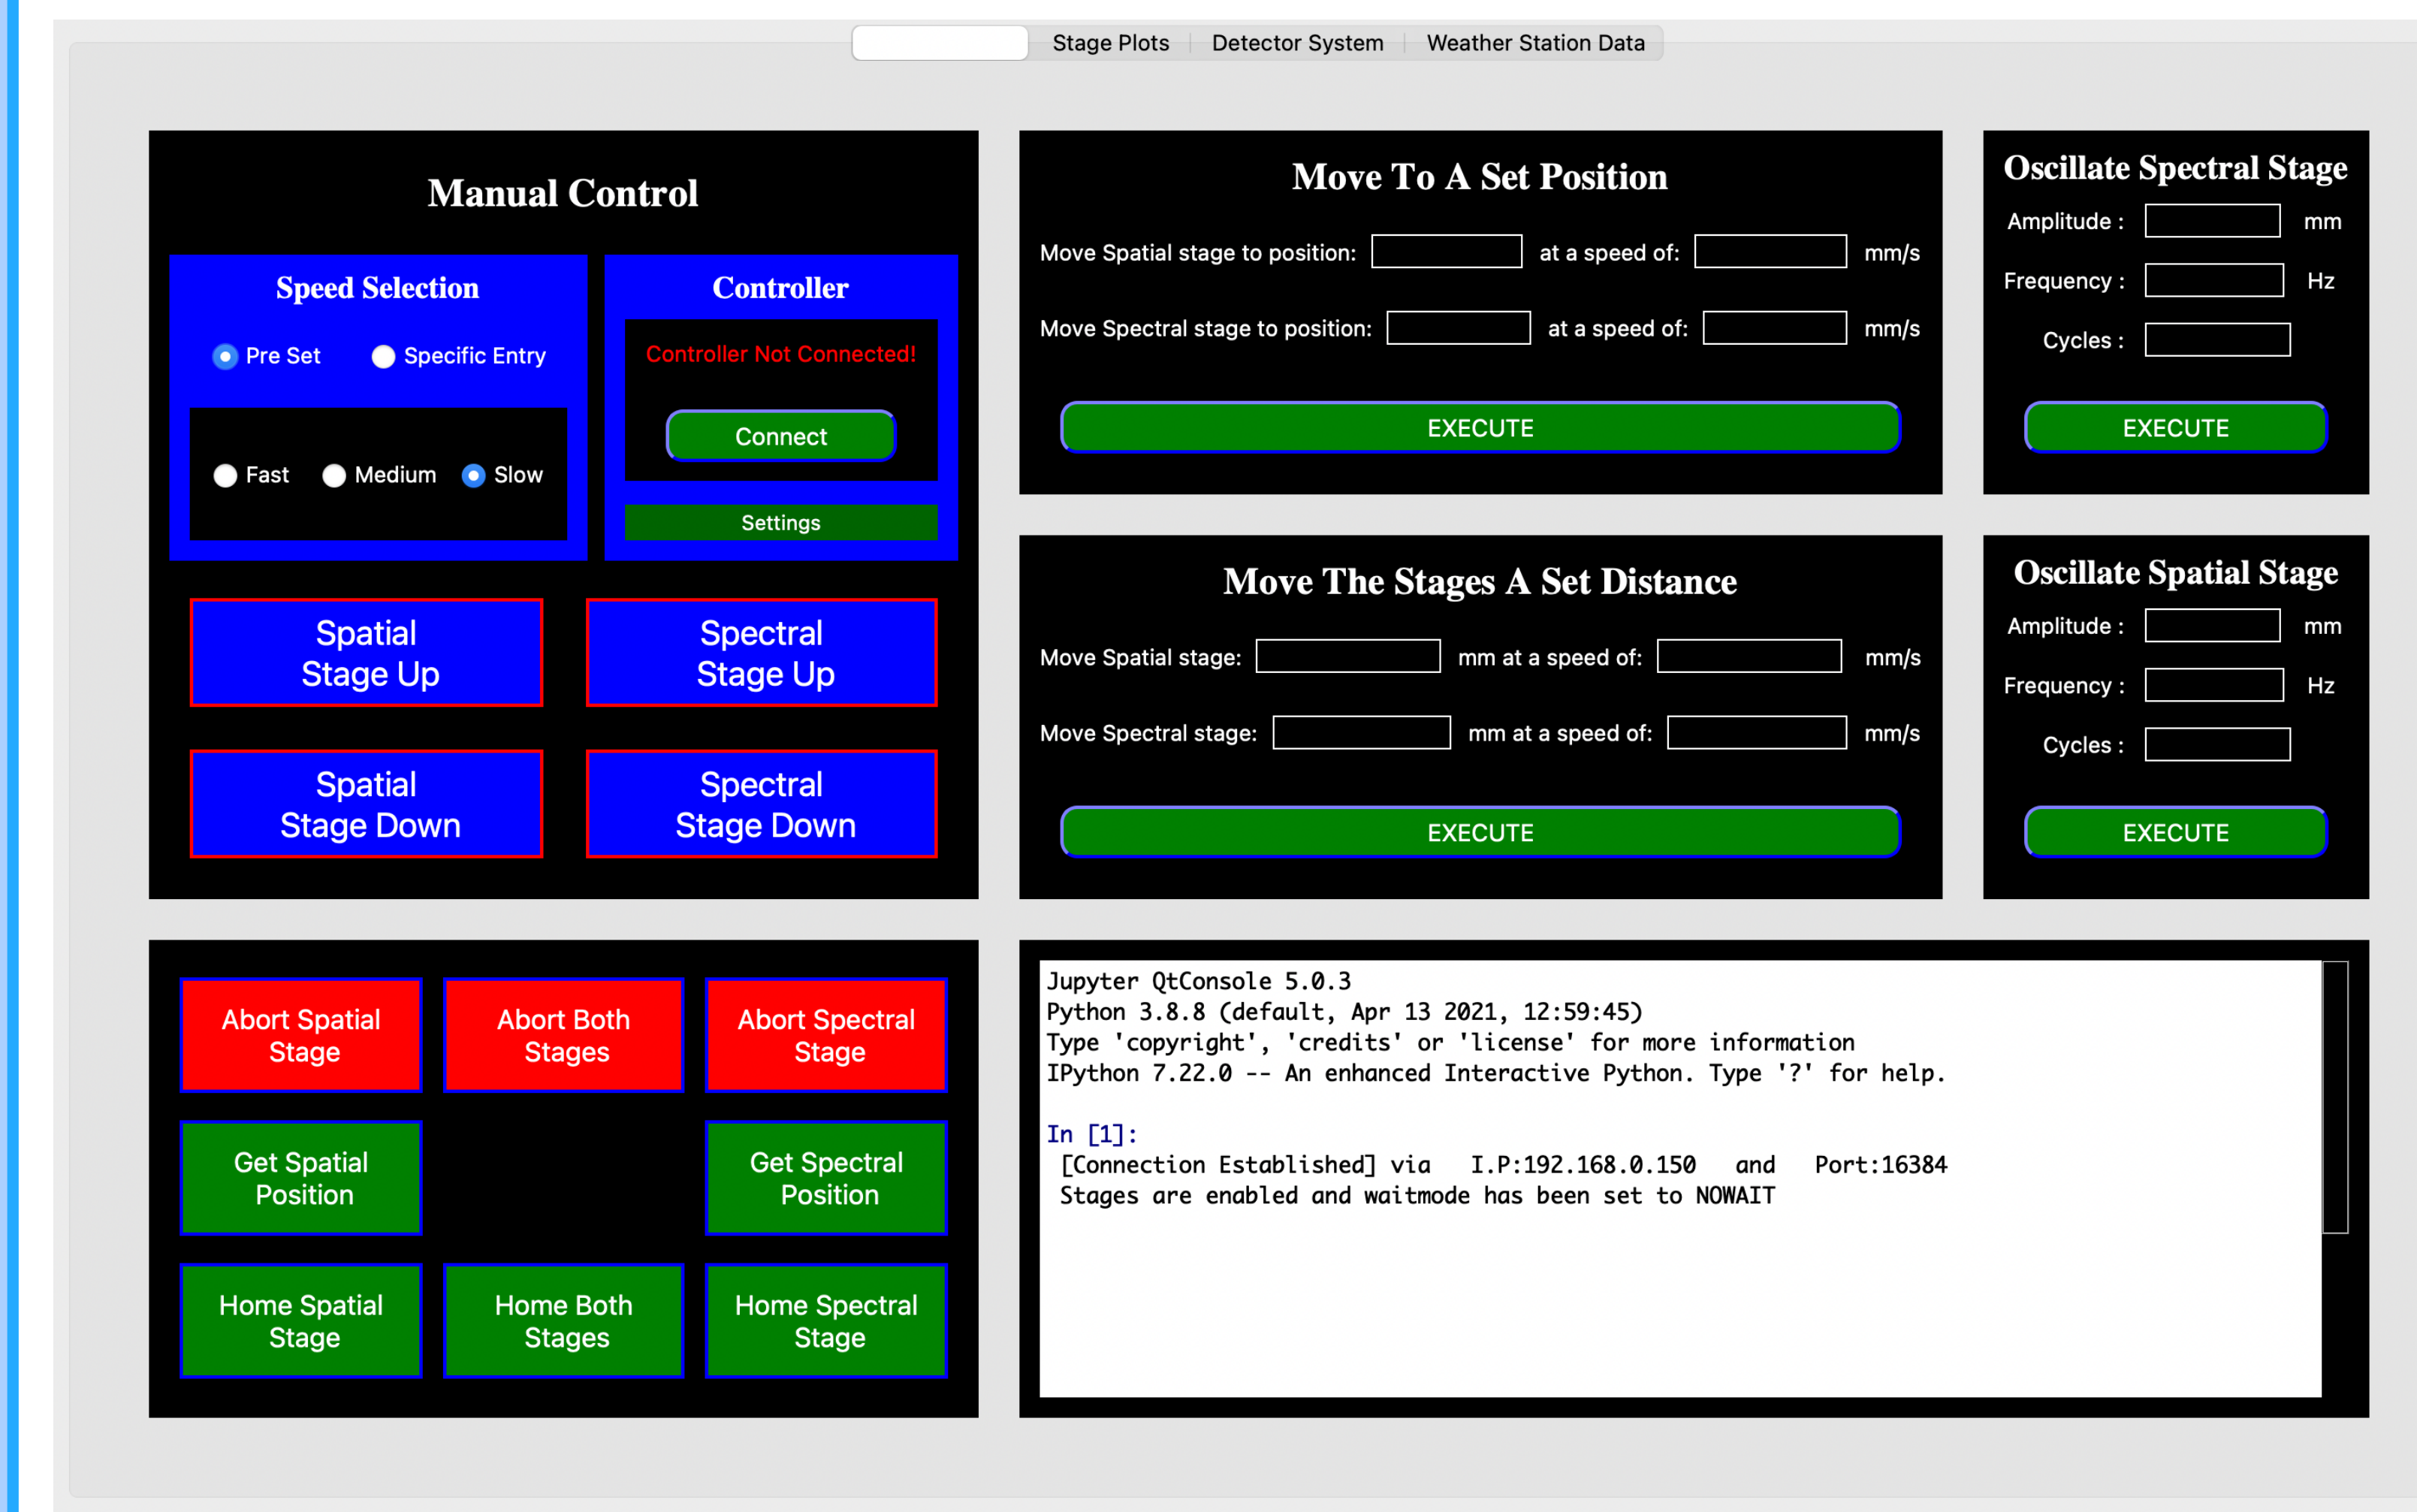 Stage Plots
Detector System
Weather Station Data
Manual Control
Speed Selection
Pre Set
Specific Entry
Fast
Medium
Slow
Controller
Controller Not Connected!
Connect
Settings
Spatial
Stage Up
Spectral
Stage Up
Spatial
Stage Down
Spectral
Stage Down
Move To A Set Position
Move Spatial stage to position: at a speed of: mm/s
Move Spectral stage to position: at a speed of: mm/s
EXECUTE
Oscillate Spectral Stage
Amplitude : mm
Frequency : Hz
Cycles :
EXECUTE
Move The Stages A Set Distance
Move Spatial stage: mm at a speed of: mm/s
Move Spectral stage: mm at a speed of: mm/s
EXECUTE
Oscillate Spatial Stage
Amplitude : mm
Frequency : Hz
Cycles :
EXECUTE
Abort Spatial
Stage
Abort Both
Stages
Abort Spectral
Stage
Get Spatial
Position
Get Spectral
Position
Home Spatial
Stage
Home Both
Stages
Home Spectral
Stage
Jupyter QtConsole 5.0.3
Python 3.8.8 (default, Apr 13 2021, 12:59:45)
Type 'copyright', 'credits' or 'license' for more information
IPython 7.22.0 -- An enhanced Interactive Python. Type '?' for help.
In [1]:
[Connection Established] via I.P:192.168.0.150 and Port:16384
Stages are enabled and waitmode has been set to NOWAIT